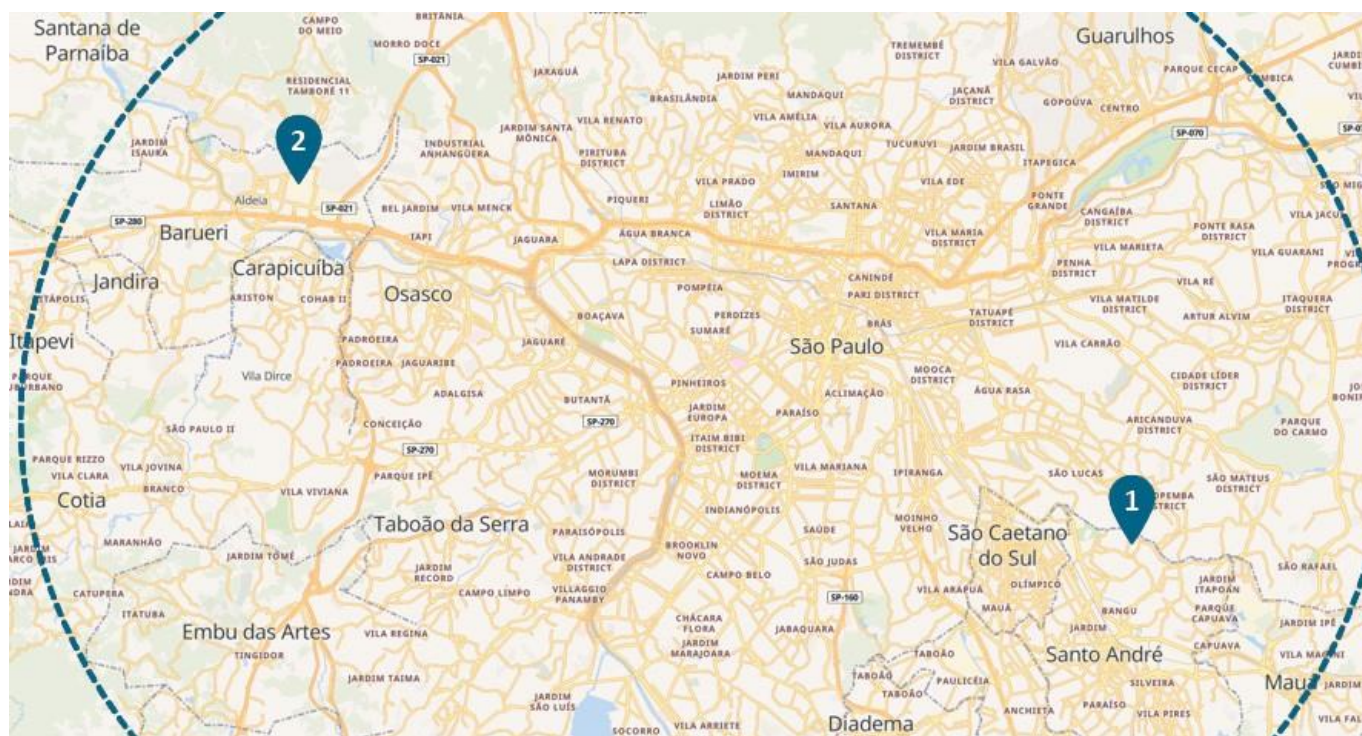 Santana de
Parnaíba
CAMPO
DO MEIO
BRITÂNIA
MORRO DOCE
SP-021
JARAGUÁ
TREMEMBÉ
DISTRICT
Guarulhos
VILA GALVÃO
PARQUE CECAP
CUMBICA
RESIDENCIAL
TAMBORÉ 11
JARDIM PERI
MANDAQUI
BRASILÂNDIA
JAÇANÃ
DISTRICT
GOPOÚVA
CENTRO
2
JARDIM
ISAURA
INDUSTRIAL
ANHANGÜERA
JARDIM SANTA
MÔNICA
VILA RENATO
VILA AMÉLIA
VILA AURORA
TUCURUVI
JARDIM BRASIL
SP-070
PIRITUBA
DISTRICT
MANDAQUI
IMIRIM
ITAPEGICA
VILA PRADO
VILA EDE
Aldeia
SP-021
BEL JARDIM
VILA MENCK
PIQUERI
LIMÃO
DISTRICT
SANTANA
PONTE
GRANDE
CANGAÍBA
DISTRICT
SP-280
Barueri
ITAPI
JAGUARA
ÁGUA BRANCA
VILA MARIA
DISTRICT
VILA MARIETA
PONTE RASA
DISTRICT
VILA GUARANI
Jandira
Carapicuíba
LAPA DISTRICT
CANINDÉ
PENHA
DISTRICT
VILA RÉ
ARISTON
COHAB II
Osasco
POMPÉIA
PARI DISTRICT
VILA MATILDE
DISTRICT
ITAQUERA
DISTRICT
BOAÇAVA
PERDIZES
SUMARÉ
BRÁS
TATUAPÉ
DISTRICT
ARTUR ALVIM
Itapevi
PADROEIRA
JAGUARÉ
São Paulo
VILA CARRÃO
PADROEIRA
JAGUARIBE
Vila Dirce
PINHEIROS
MOOCA
DISTRICT
CIDADE LÍDER
DISTRICT
ADALGISA
BUTANTÃ
JARDIM
EUROPA
PARAÍSO
ACLIMAÇÃO
ÁGUA RASA
SÃO PAULO II
CONCEIÇÃO
SP-270
SP-270
ITAIM BIBI
DISTRICT
ARICANDUVA
DISTRICT
PARQUE
DO CARMO
PARQUE RIZZO
VILA CLARA
VILA JOVINA
PARQUE IPÊ
MORUMBI
DISTRICT
MOEMA
DISTRICT
VILA MARIANA
IPIRANGA
SÃO LUCAS
SÃO MATEUS
DISTRICT
Cotia
BRANCO
VILA VIVIANA
INDIANÓPOLIS
1
Taboão da Serra
PARAISÓPOLIS
SAÚDE
MOINHO
VELHO
São Caetano
do Sul
MARANHÃO
JARDIM TOMÉ
VILA ANDRADE
DISTRICT
BROOKLIN
NOVO
SÃO JUDAS
SÃO RAFAEL
CATUPERA
JARDIM
RECORD
CAMPO LIMPO
VILLAGGIO
PANAMBY
CAMPO BELO
SP-160
VILA ARAPUÁ
OLÍMPICO
MAUÁ
JARDIM
ITAPOAN
ITATUBA
BANGU
JARDIM
PARQUE
CAPUAVA
Embu das Artes
VILA REGINA
CHÁCARA
FLORA
JABAQUARA
JARDIM IPÊ
TINGIDOR
JARDIM
MARAJOARA
TABOÃO
Santo André
CAPUAVA
JARDIM TAIMA
TABOÃO
PAULICÉIA
SILVEIRA
Mauá
JARDIM
SÃO LUÍS
TABOÃO
ANCHIETA
PARAÍSO
VILA PIRES
SOCORRO
VILA ARRIETE
Diadema